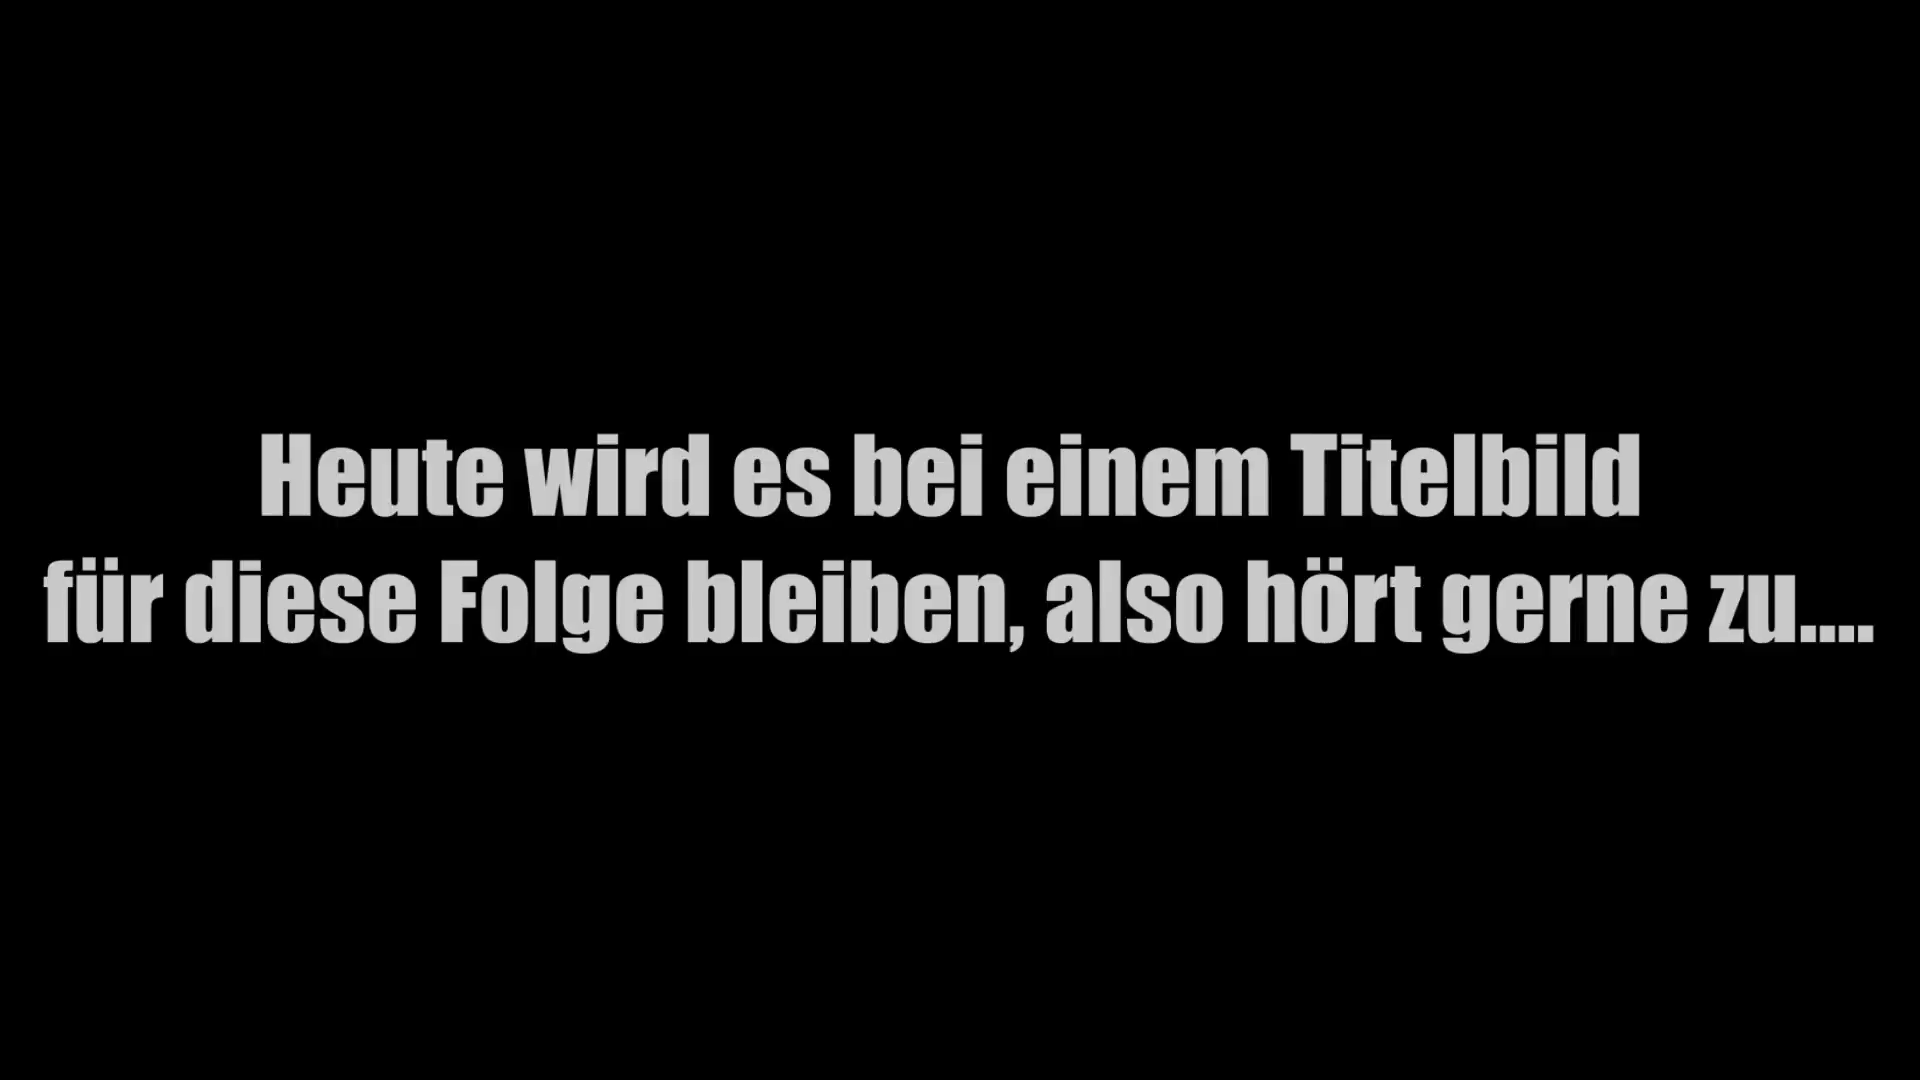 Heute wird es bei einem Titelbild
für diese Folge bleiben, also hört gerne zu....